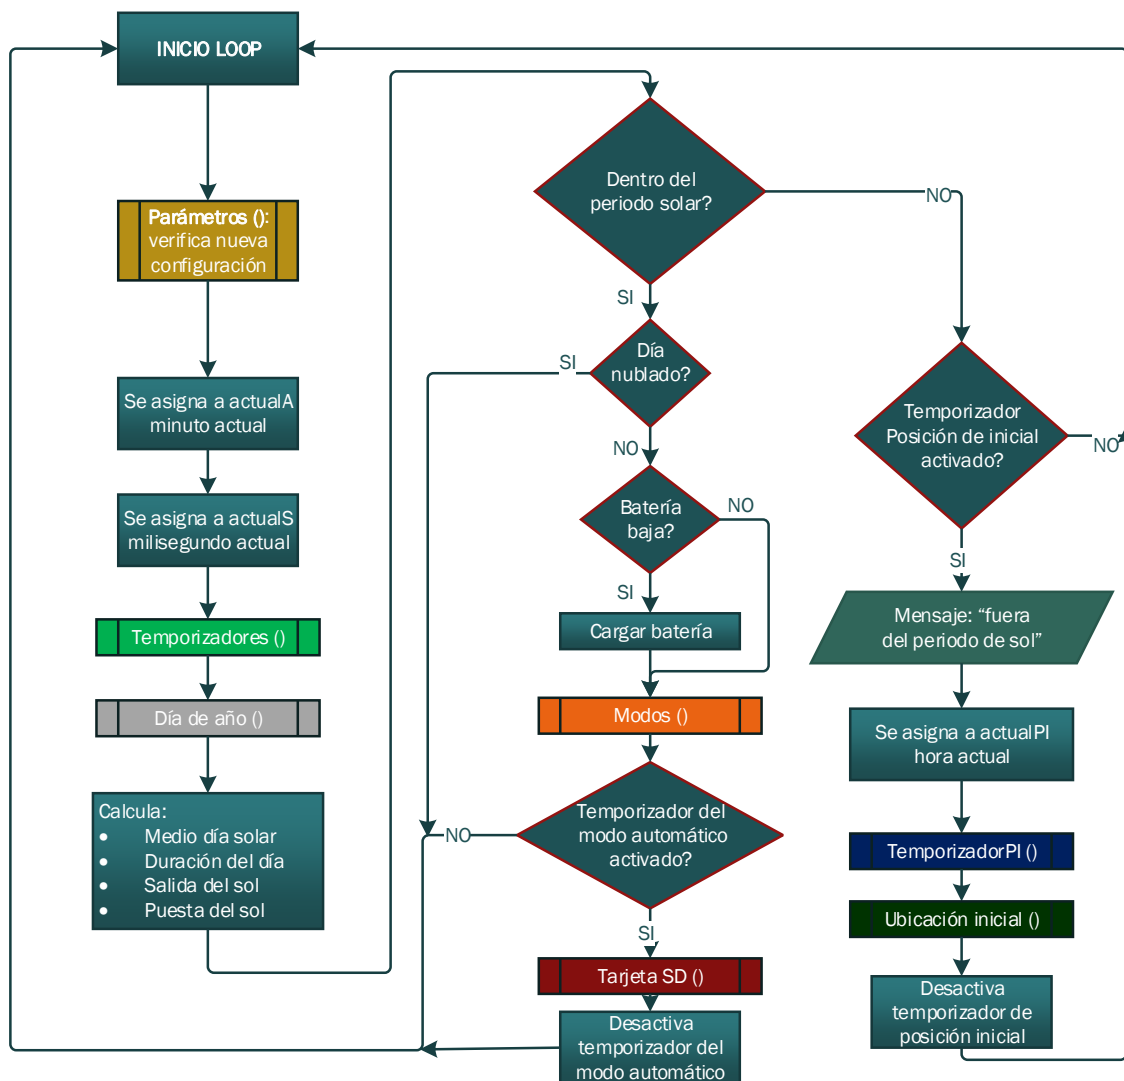 INICIO LOOP
Parámetros ():
verifica nueva
configuración
Se asigna a actualA
minuto actual
Se asigna a actualS
milisegundo actual
Temporizadores ()
Día de año ()
Calcula:
• Medio día solar
• Duración del día
• Salida del sol
• Puesta del sol
Dentro del
periodo solar?
NO
SI
Día
nublado?
SI
NO
Batería
baja?
NO
SI
Cargar batería
Modos ()
Temporizador del
modo automático
activado?
NO
SI
Tarjeta SD ()
Desactiva
temporizador del
modo automático
Temporizador
Posición de inicial
activado?
NO
SI
Mensaje: “fuera
del periodo de sol”
Se asigna a actualPI
hora actual
TemporizadorPI ()
Ubicación inicial ()
Desactiva
temporizador de
posición inicial